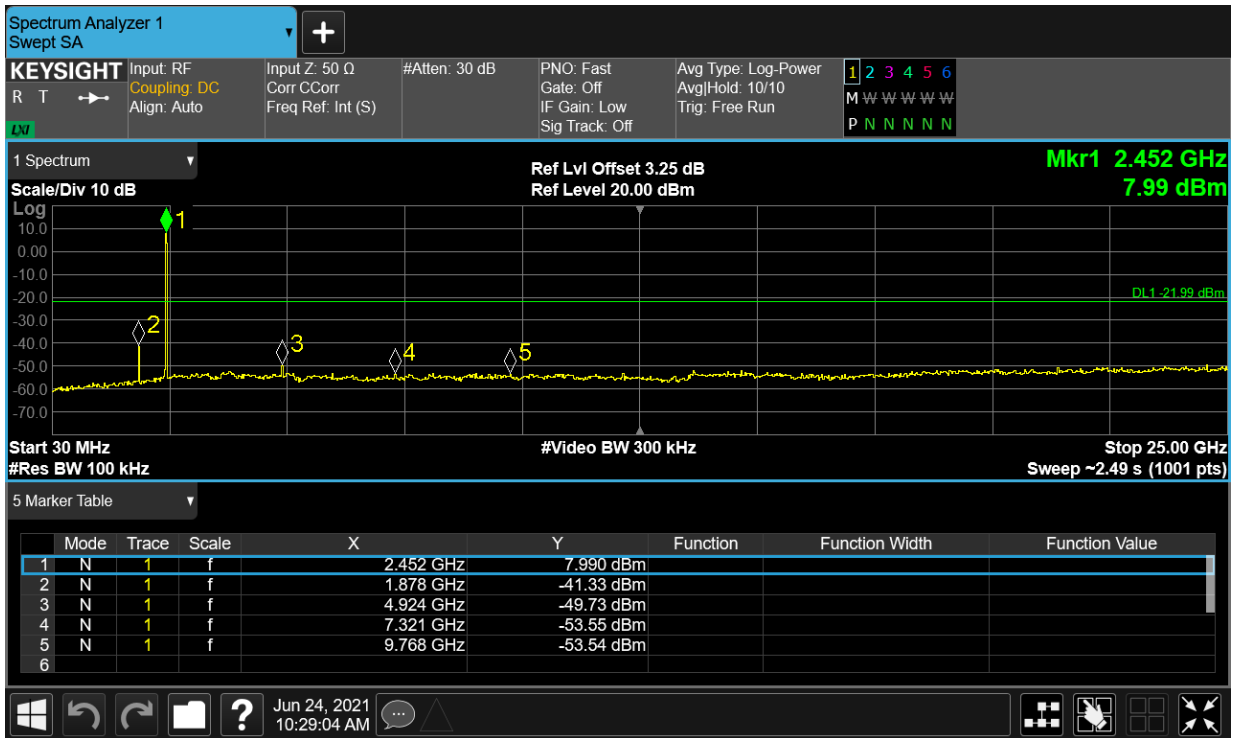 Spectrum Analyzer 1
Swept SA
+
KEYSIGHT
R T
LXI
Input: RF
Coupling: DC
Align: Auto
Input Z: 50 Ω
Corr CCorr
Freq Ref: Int (S)
#Atten: 30 dB
PNO: Fast
Gate: Off
IF Gain: Low
Sig Track: Off
Avg Type: Log-Power
Avg|Hold: 10/10
Trig: Free Run
1 2 3 4 5 6
M W W W W W
P N N N N N
1 Spectrum
Scale/Div 10 dB
Ref Lvl Offset 3.25 dB
Ref Level 20.00 dBm
Mkr1 2.452 GHz
7.99 dBm
Log
10.0
0.00
-10.0
-20.0
-30.0
-40.0
-50.0
-60.0
-70.0
1
2
3
4
5
DL1 -21.99 dBm
Start 30 MHz
#Res BW 100 kHz
#Video BW 300 kHz
Stop 25.00 GHz
Sweep ~2.49 s (1001 pts)
5 Marker Table
Mode Trace Scale X Y Function Function Width Function Value
1 N 1 f 2.452 GHz 7.990 dBm
2 N 1 f 1.878 GHz -41.33 dBm
3 N 1 f 4.924 GHz -49.73 dBm
4 N 1 f 7.321 GHz -53.55 dBm
5 N 1 f 9.768 GHz -53.54 dBm
6
?
Jun 24, 2021
10:29:04 AM